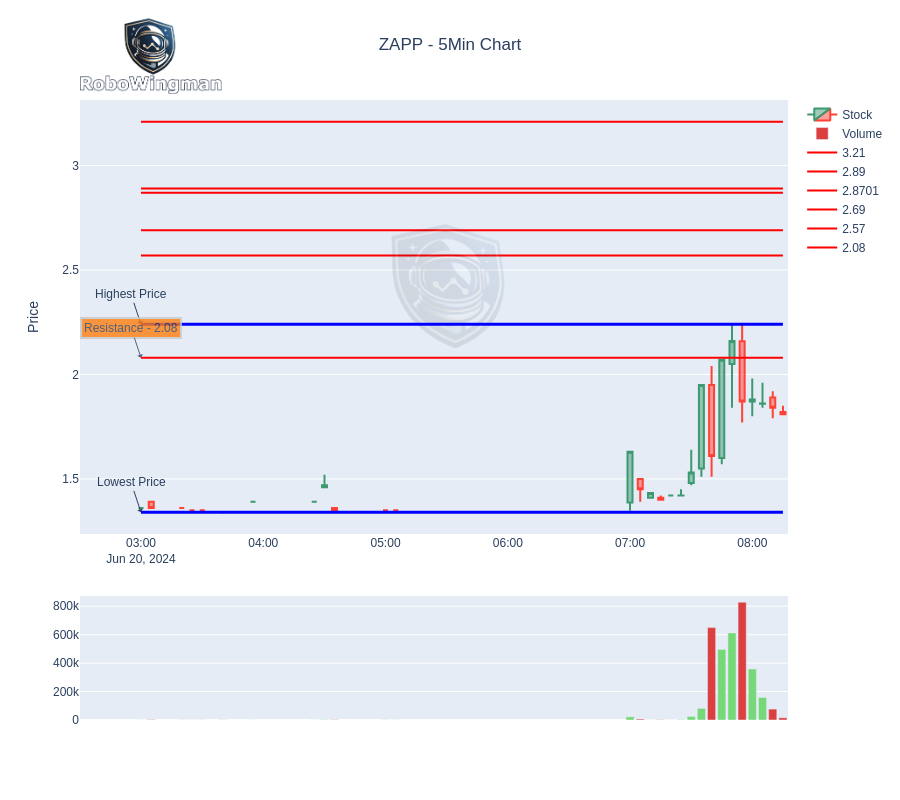 RoboWingman
ZAPP - 5Min Chart
Stock
Volume
3.21
2.89
2.8701
2.69
2.57
2.08
Price
3
2.5
2
1.5
Highest Price
Resistance - 2.08
Lowest Price
03:00
04:00
05:00
06:00
07:00
08:00
Jun 20, 2024
800k
600k
400k
200k
0